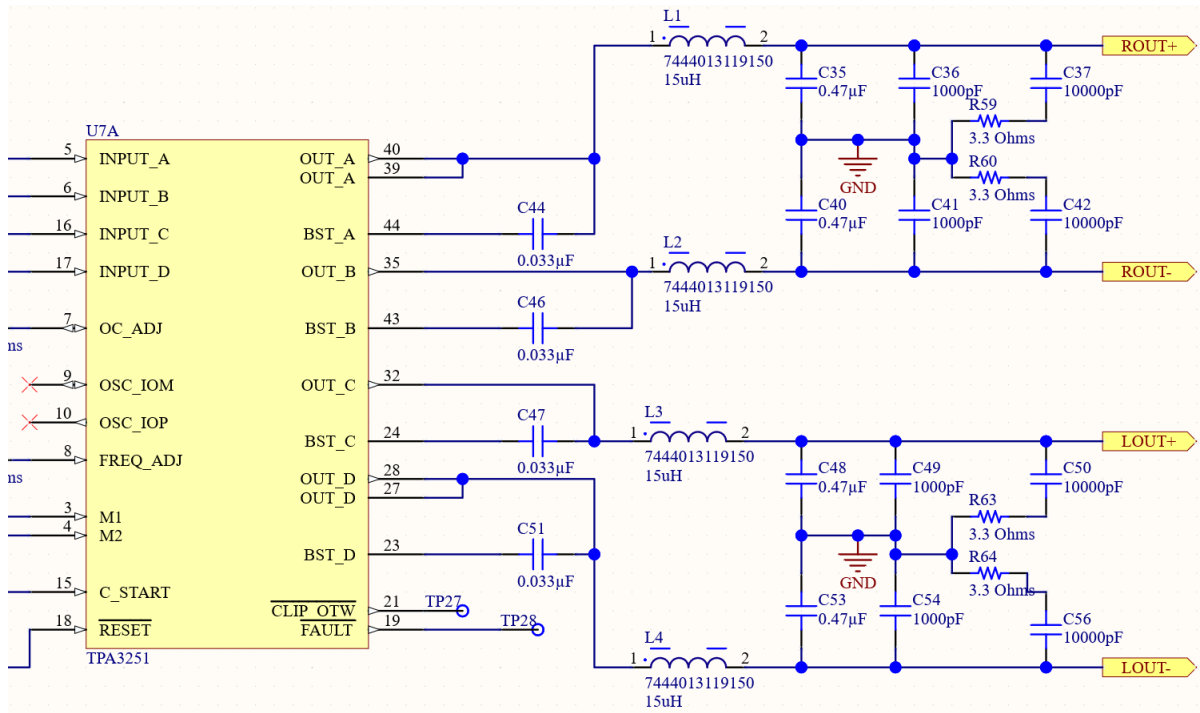 L1
1 2
7444013119150
15uH
ROUT+
C35
0.47µF
C36
1000pF
C37
10000pF
R59
3.3 Ohms
GND
R60
3.3 Ohms
C40
0.47µF
C41
1000pF
C42
10000pF
L2
1 2
7444013119150
15uH
ROUT-
U7A
5 INPUT_A OUT_A 40
OUT_A 39
6 INPUT_B
16 INPUT_C BST_A 44
C44
0.033µF
17 INPUT_D OUT_B 35
7 OC_ADJ BST_B 43
C46
0.033µF
ms
9 OSC_IOM OUT_C 32
10 OSC_IOP
BST_C 24
C47
0.033µF
8 FREQ_ADJ
ms
OUT_D 28
OUT_D 27
3 M1
4 M2
BST_D 23
C51
0.033µF
15 C_START
CLIP_OTW 21 TP27
18 RESET FAULT 19 TP28
TPA3251
L3
1 2
7444013119150
15uH
LOUT+
C48
0.47µF
C49
1000pF
C50
10000pF
R63
3.3 Ohms
GND
R64
3.3 Ohms
C53
0.47µF
C54
1000pF
C56
10000pF
L4
1 2
7444013119150
15uH
LOUT-